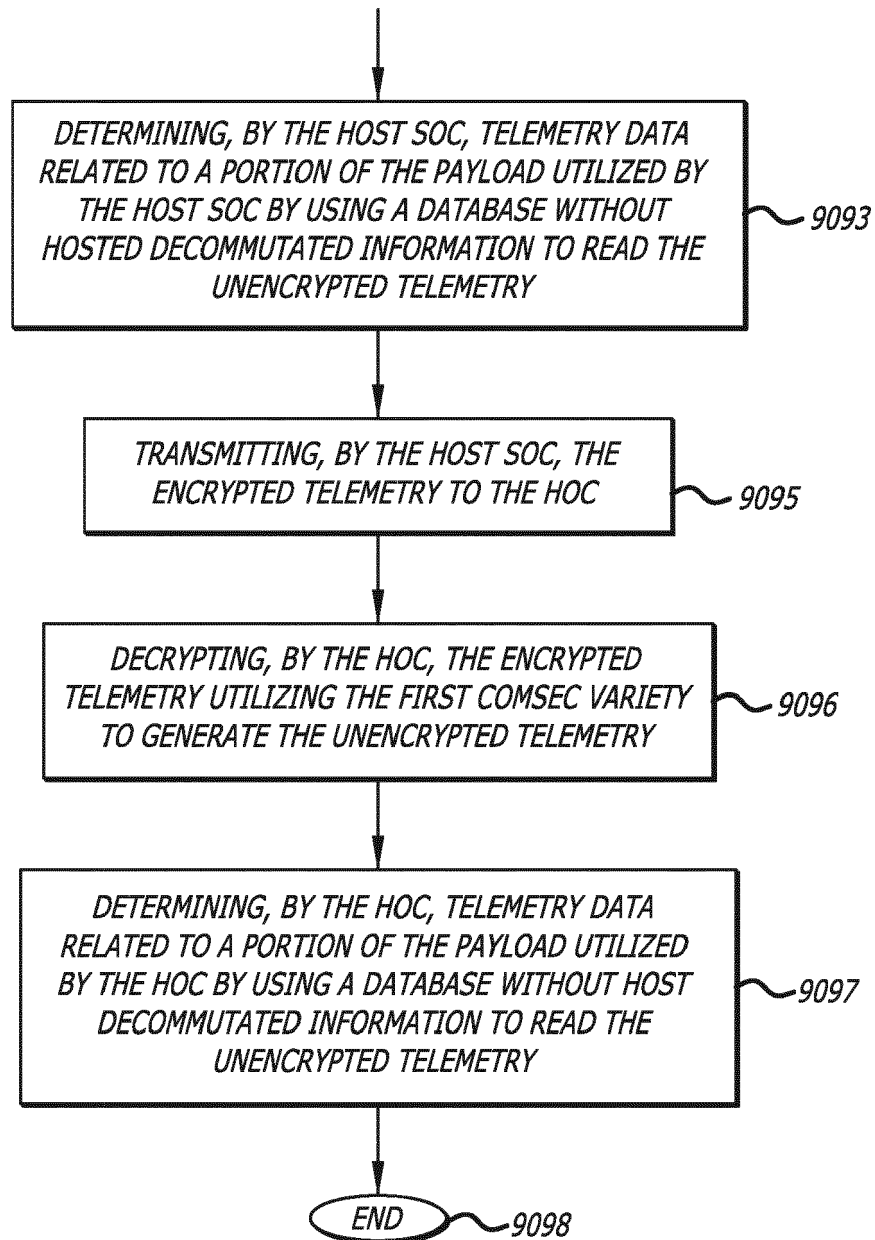 DETERMINING, BY THE HOST SOC, TELEMETRY DATA
RELATED TO A PORTION OF THE PAYLOAD UTILIZED BY
THE HOST SOC BY USING A DATABASE WITHOUT
HOSTED DECOMMUTATED INFORMATION TO READ THE
UNENCRYPTED TELEMETRY
9093
TRANSMITTING, BY THE HOST SOC, THE
ENCRYPTED TELEMETRY TO THE HOC
9095
DECRYPTING, BY THE HOC, THE ENCRYPTED
TELEMETRY UTILIZING THE FIRST COMSEC VARIETY
TO GENERATE THE UNENCRYPTED TELEMETRY
9096
DETERMINING, BY THE HOC, TELEMETRY DATA
RELATED TO A PORTION OF THE PAYLOAD UTILIZED
BY THE HOC BY USING A DATABASE WITHOUT HOST
DECOMMUTATED INFORMATION TO READ THE
UNENCRYPTED TELEMETRY
9097
END
9098